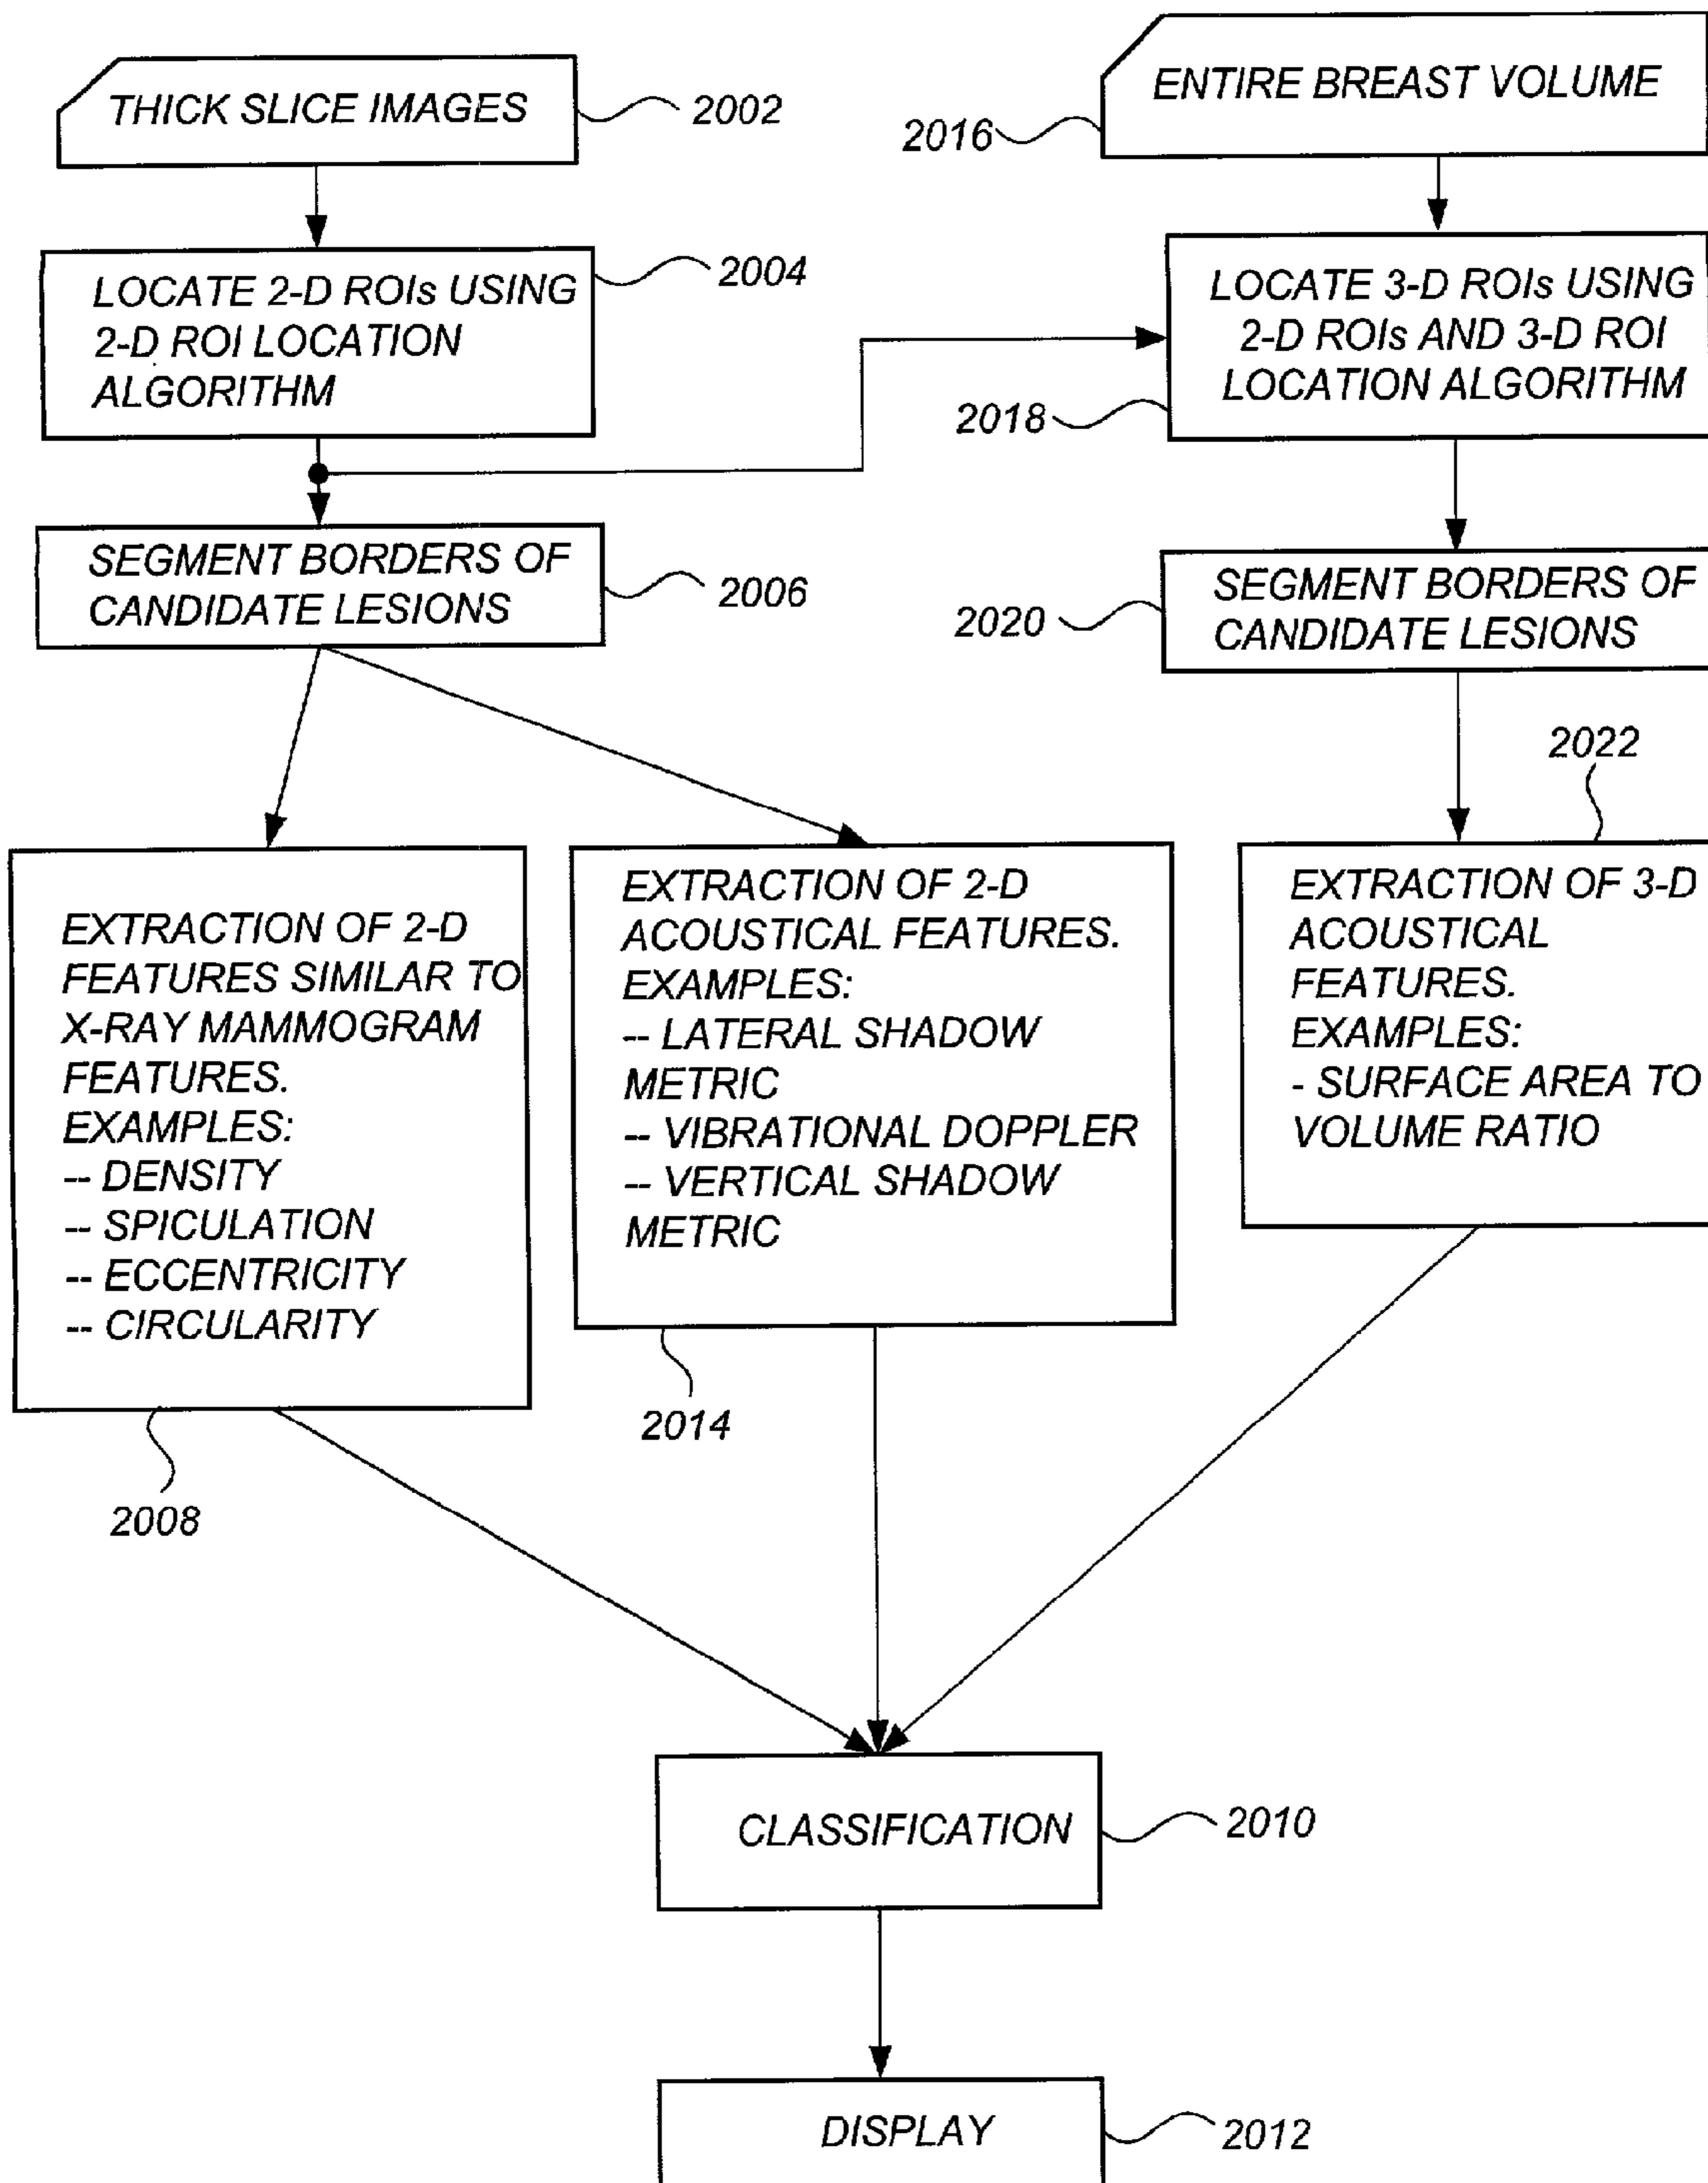 THICK SLICE IMAGES
2002
ENTIRE BREAST VOLUME
2016
LOCATE 2-D ROIs USING
2-D ROI LOCATION
ALGORITHM
2004
LOCATE 3-D ROIs USING
2-D ROIs AND 3-D ROI
LOCATION ALGORITHM
2018
SEGMENT BORDERS OF
CANDIDATE LESIONS
2006
SEGMENT BORDERS OF
CANDIDATE LESIONS
2020
2022
EXTRACTION OF 2-D
FEATURES SIMILAR TO
X-RAY MAMMOGRAM
FEATURES.
EXAMPLES:
-- DENSITY
-- SPICULATION
-- ECCENTRICITY
-- CIRCULARITY
2008
EXTRACTION OF 2-D
ACOUSTICAL FEATURES.
EXAMPLES:
-- LATERAL SHADOW
METRIC
-- VIBRATIONAL DOPPLER
-- VERTICAL SHADOW
METRIC
2014
EXTRACTION OF 3-D
ACOUSTICAL
FEATURES.
EXAMPLES:
- SURFACE AREA TO
VOLUME RATIO
CLASSIFICATION
2010
DISPLAY
2012